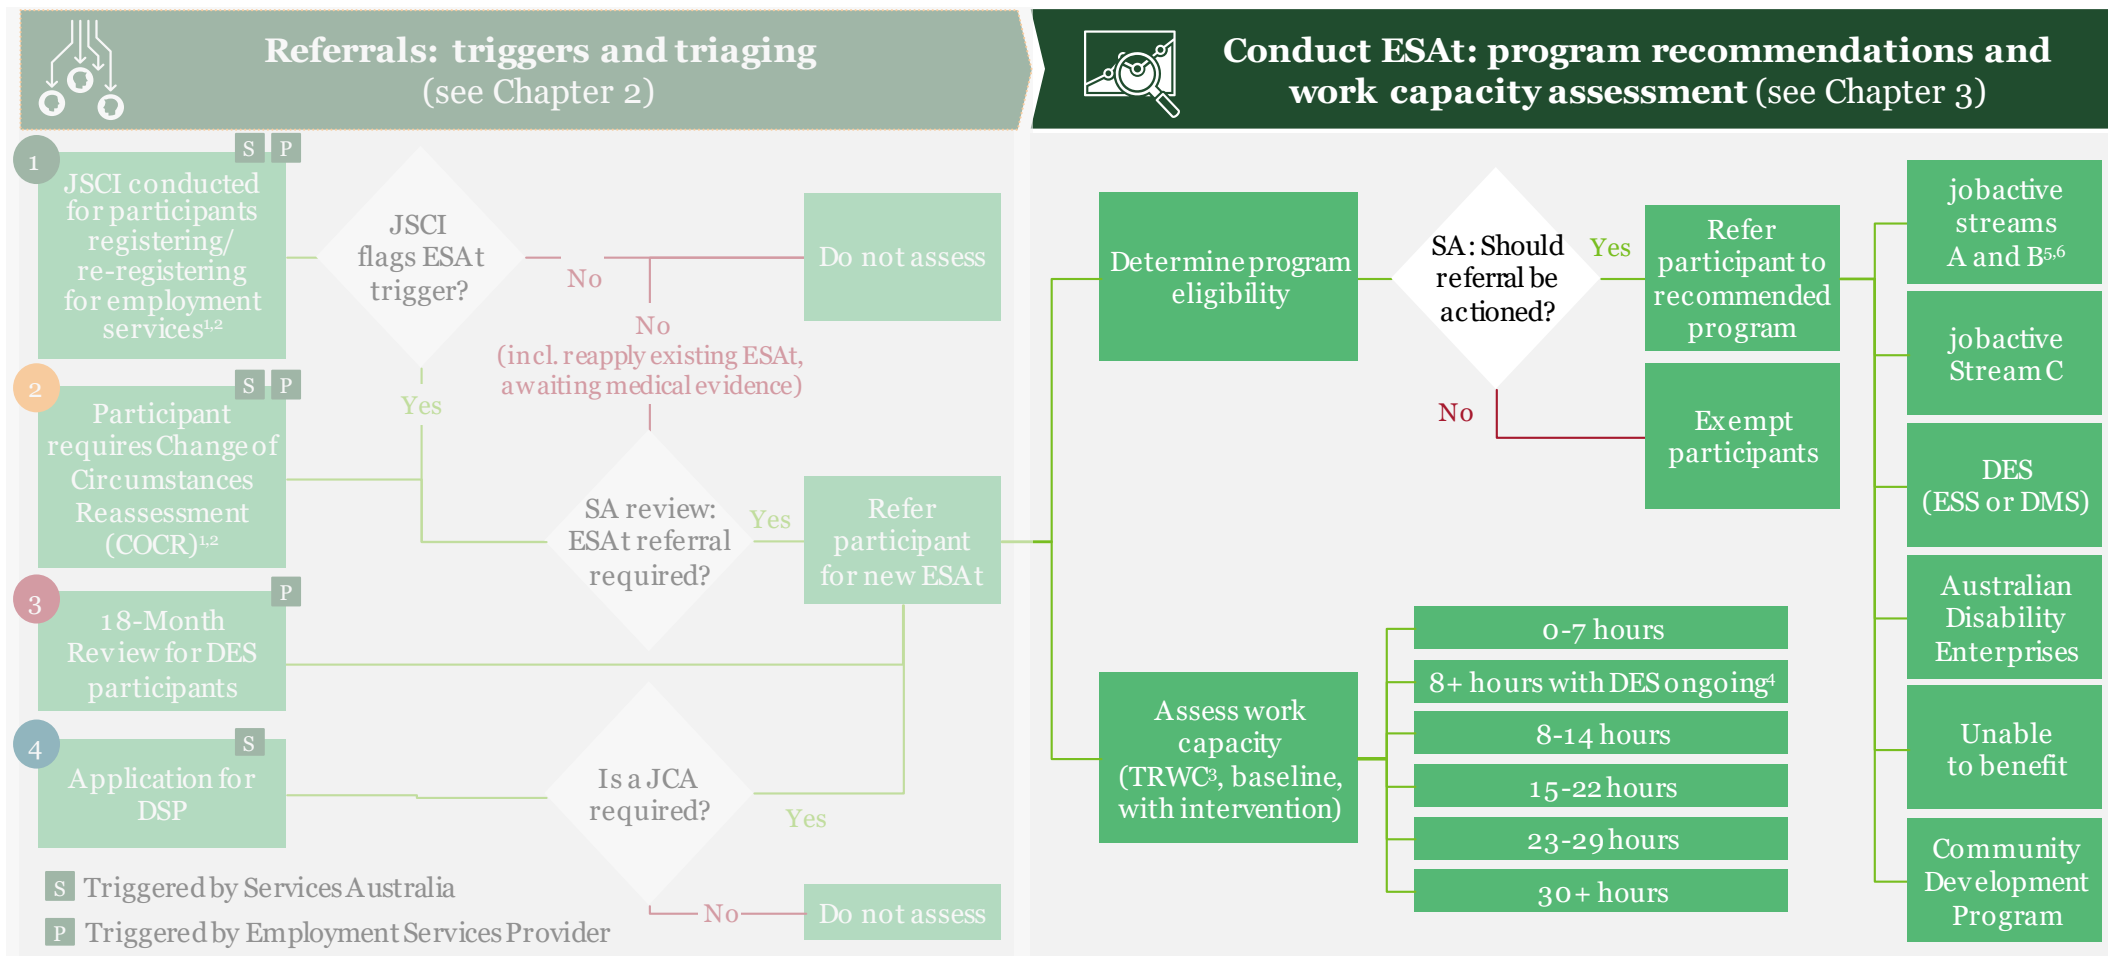 Referrals: triggers and triaging
(see Chapter 2)
Conduct ESAt: program recommendations and
work capacity assessment (see Chapter 3)
1
S
P
JSCI conducted
for participants
registering/
re-registering
for employment
services1,2
JSCI
flags ESAt
trigger?
No
Do not assess
Yes
No
(incl. reapply existing ESAt,
awaiting medical evidence)
2
S
P
Participant
requires Change of
Circumstances
Reassessment
(COCR)1,2
SA review:
ESAt referral
required?
Yes
Refer
participant
for new ESAt
3
P
18-Month
Review for DES
participants
4
S
Application for
DSP
Is a JCA
required?
Yes
No
Do not assess
S Triggered by Services Australia
P Triggered by Employment Services Provider
Determine program
eligibility
SA: Should
referral be
actioned?
Yes
Refer
participant to
recommended
program
No
Exempt
participants
jobactive
streams
A and B5,6
jobactive
Stream C
DES
(ESS or DMS)
Australian
Disability
Enterprises
Unable
to benefit
Community
Development
Program
Assess work
capacity
(TRWC3, baseline,
with intervention)
0-7 hours
8+ hours with DES ongoing4
8-14 hours
15-22 hours
23-29 hours
30+ hours